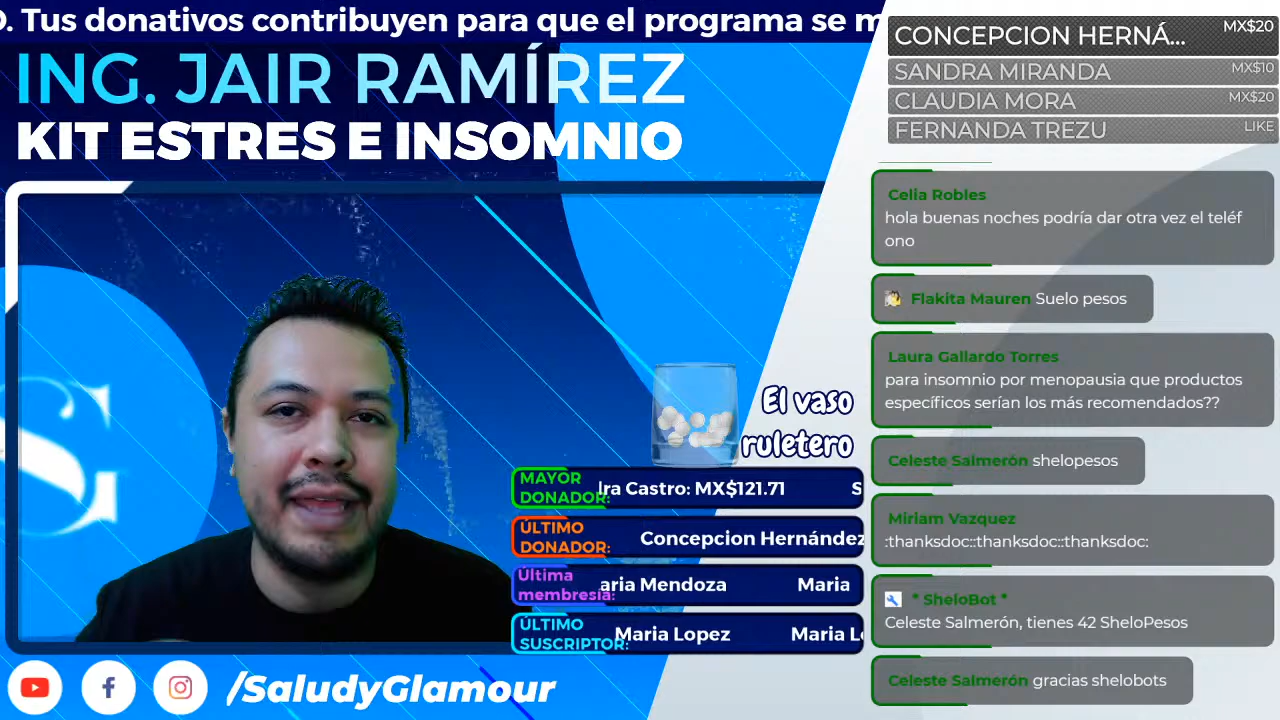 O. Tus donativos contribuyen para que el programa se m
ING. JAIR RAMÍREZ
KIT ESTRES E INSOMNIO
S
El vaso
ruletero
MAYOR
DONADOR:
dra Castro: MX$121.71 S
ÚLTIMO
DONADOR:
Concepcion Hernández
Última
membresía:
aria Mendoza Maria
ÚLTIMO
SUSCRIPTOR:
Maria Lopez Maria Lo
/SaludyGlamour
CONCEPCION HERNÁ... MX$20
SANDRA MIRANDA MX$10
CLAUDIA MORA MX$20
FERNANDA TREZU LIKE
Celia Robles
hola buenas noches podría dar otra vez el teléf
ono
Flakita Mauren Suelo pesos
Laura Gallardo Torres
para insomnio por menopausia que productos
específicos serían los más recomendados??
Celeste Salmerón shelopesos
Miriam Vazquez
:thanksdoc::thanksdoc::thanksdoc:
* SheloBot *
Celeste Salmerón, tienes 42 SheloPesos
Celeste Salmerón gracias shelobots